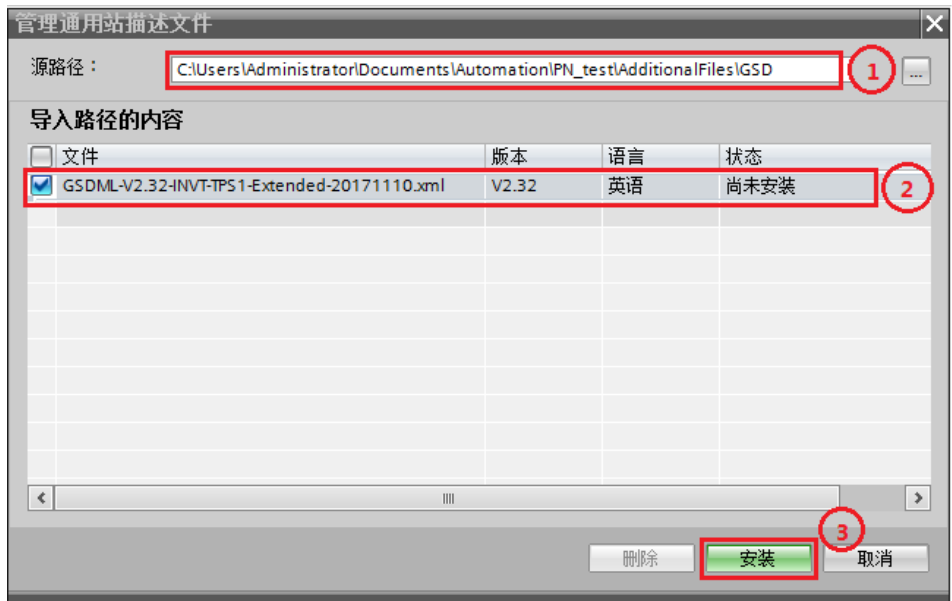 管理通用站描述文件
源路径： C:\Users\Administrator\Documents\Automation\PN_test\AdditionalFiles\GSD 1 ...
导入路径的内容
文件 版本 语言 状态
GSDML-V2.32-INVT-TPS1-Extended-20171110.xml V2.32 英语 尚未安装 2
3
删除 安装 取消